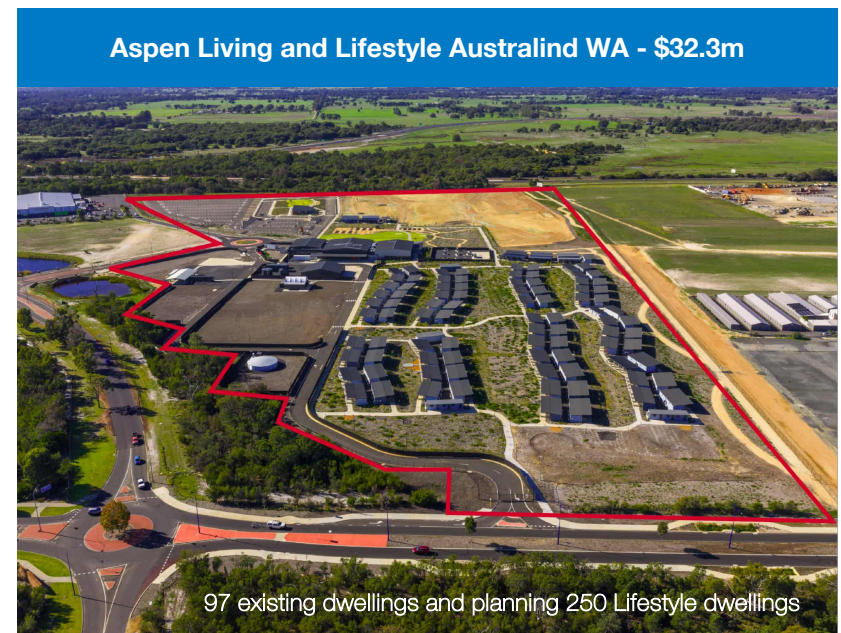 Aspen Living and Lifestyle Australind WA - $32.3m
97 existing dwellings and planning 250 Lifestyle dwellings